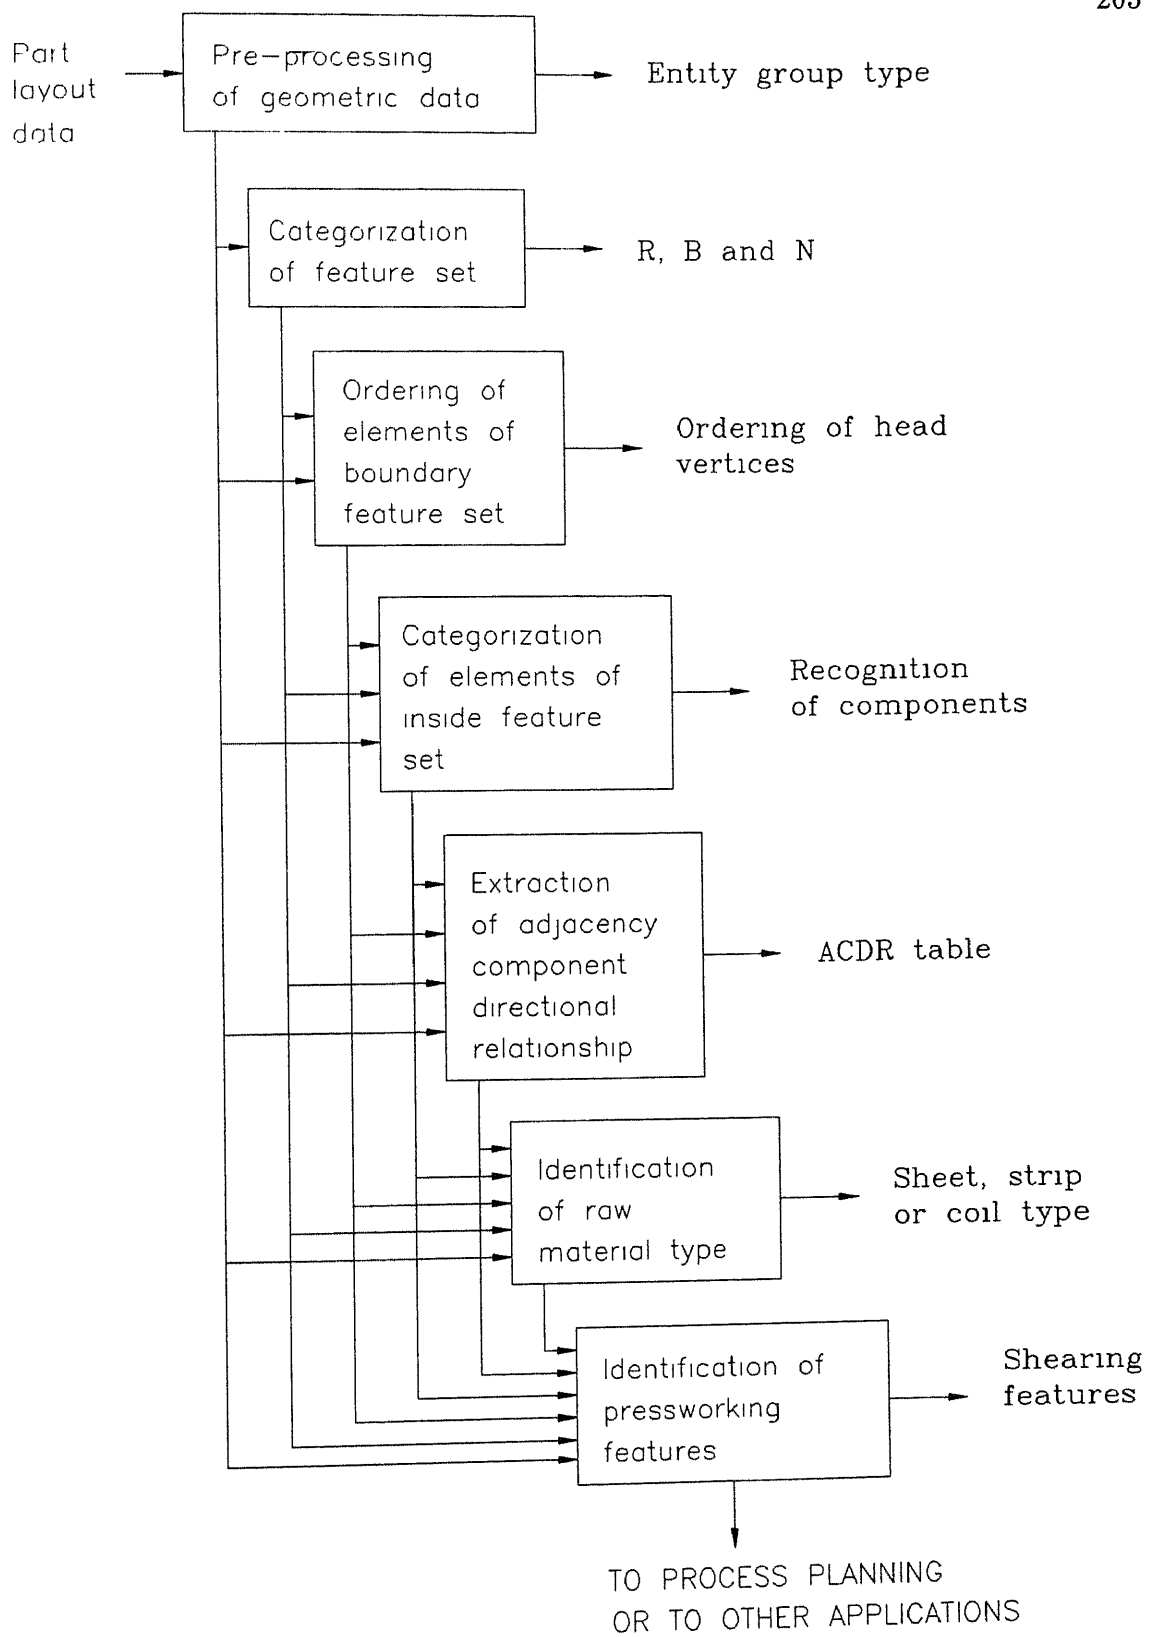 Part
layout
data
Pre-processing
of geometric data
Entity group type
Categorization
of feature set
R, B and N
Ordering of
elements of
boundary
feature set
Ordering of head
vertices
Categorization
of elements of
inside feature
set
Recognition
of components
Extraction
of adjacency
component
directional
relationship
ACDR table
Identification
of raw
material type
Sheet, strip
or coil type
Identification of
pressworking
features
Shearing
features
TO PROCESS PLANNING
OR TO OTHER APPLICATIONS